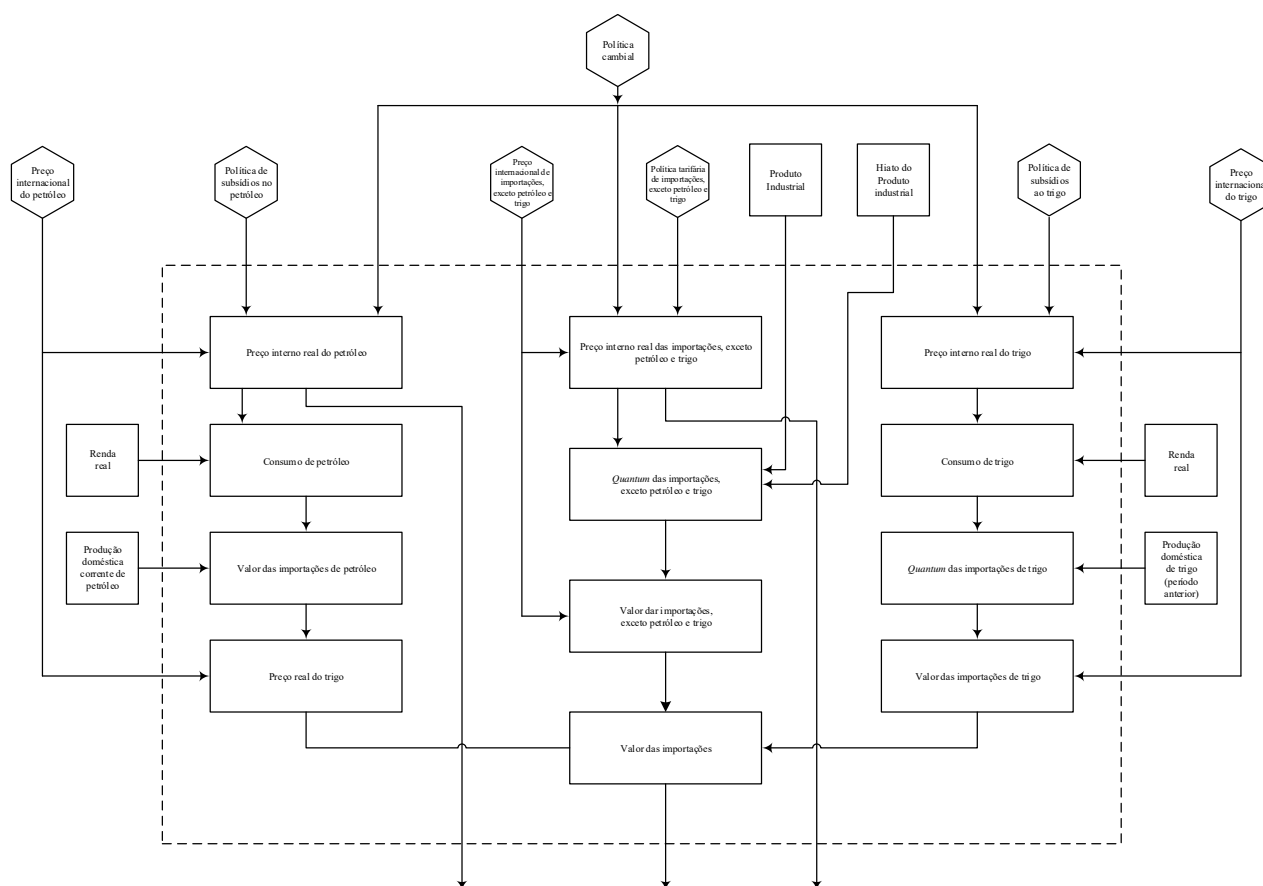 Política
cambial
Preço
internacional
do petróleo
Política de
subsídios no
petróleo
Preço
internacional de
importações,
exceto petróleo e
trigo
Política tarifária
de importações,
exceto petróleo e
trigo
Produto
Industrial
Hiato do
Produto
industrial
Política de
subsídios
ao trigo
Preço
internacional
do trigo
Preço interno real do petróleo
Preço interno real das importações, exceto
petróleo e trigo
Preço interno real do trigo
Renda
real
Consumo de petróleo
Quantum das importações,
exceto petróleo e trigo
Consumo de trigo
Renda
real
Produção
doméstica
corrente de
petróleo
Valor das importações de petróleo
Valor dar importações,
exceto petróleo e trigo
Quantum das importações de trigo
Produção
doméstica
de trigo
(período
anterior)
Preço real do trigo
Valor das importações de trigo
Valor das importações